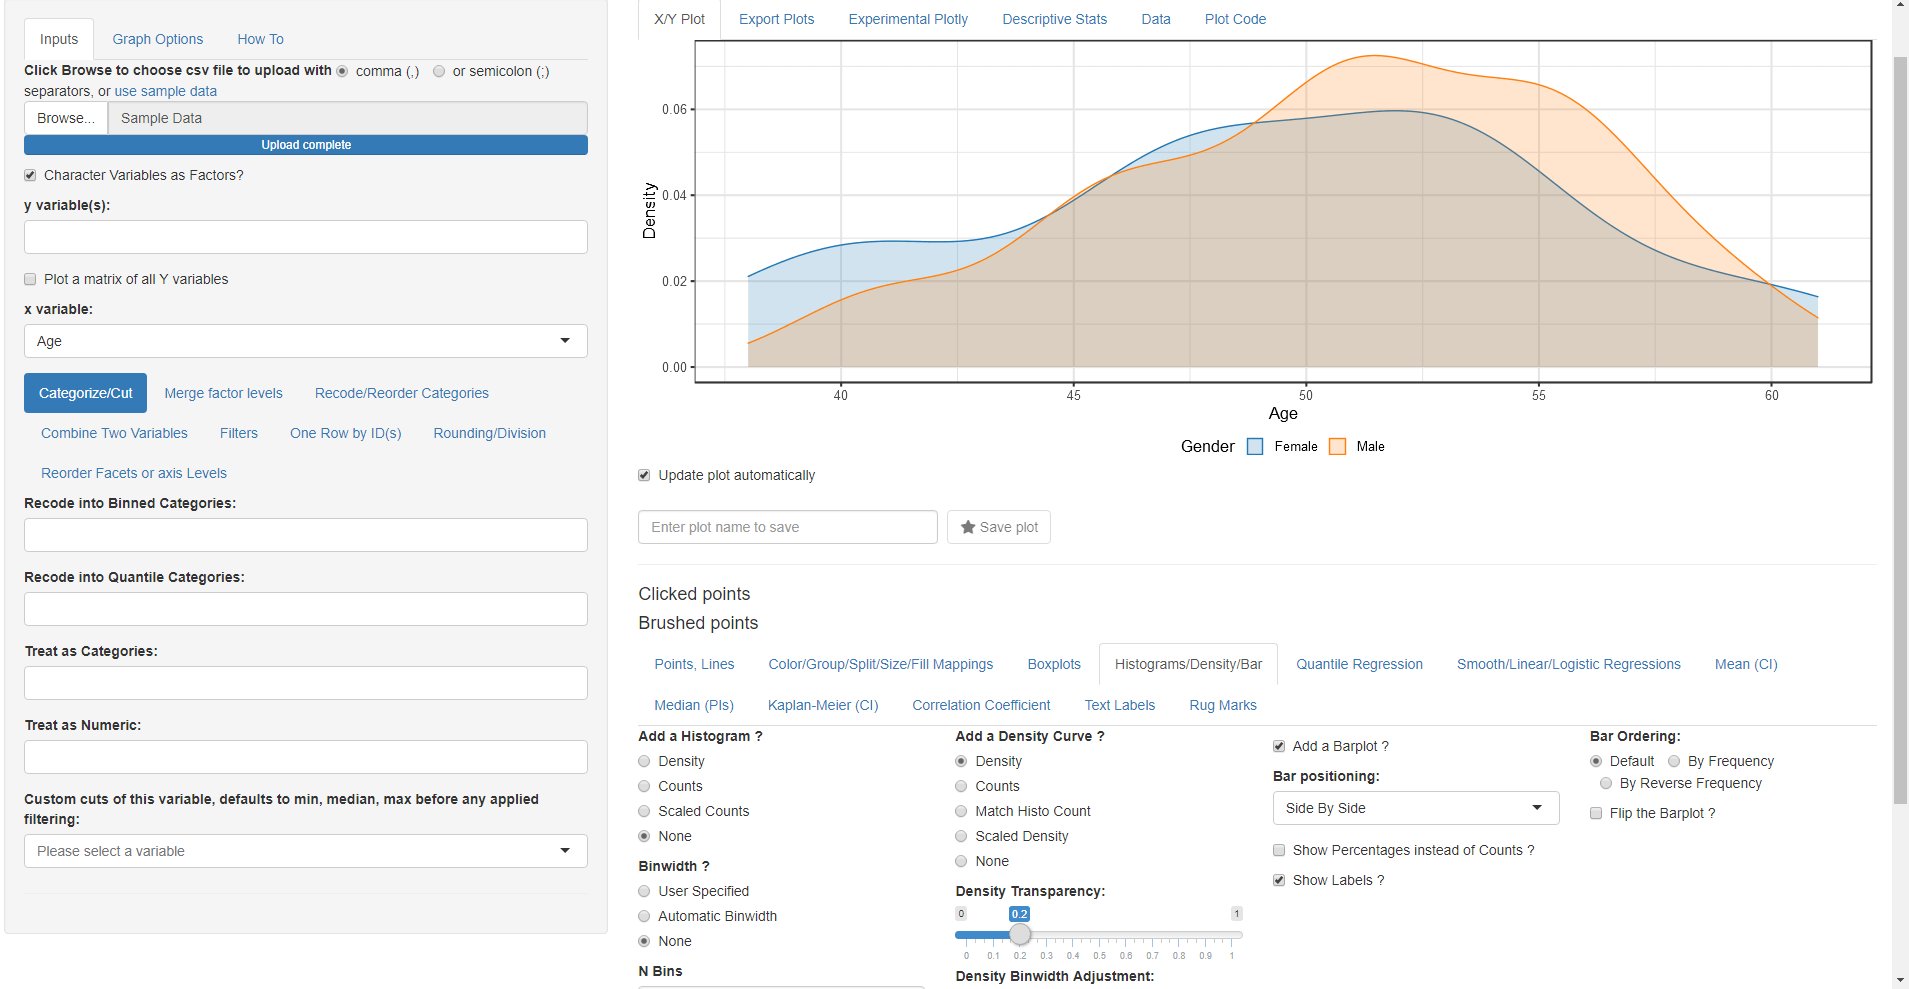 Inputs
Graph Options
How To
Click Browse to choose csv file to upload with comma (,) or semicolon (;)
separators, or use sample data
Browse... Sample Data
Upload complete
Character Variables as Factors?
y variable(s):
Plot a matrix of all Y variables
x variable:
Age
Categorize/Cut
Merge factor levels
Recode/Reorder Categories
Combine Two Variables
Filters
One Row by ID(s)
Rounding/Division
Reorder Facets or axis Levels
Recode into Binned Categories:
Recode into Quantile Categories:
Treat as Categories:
Treat as Numeric:
Custom cuts of this variable, defaults to min, median, max before any applied
filtering:
Please select a variable
X/Y Plot
Export Plots
Experimental Plotly
Descriptive Stats
Data
Plot Code
Density
0.06
0.04
0.02
0.00
40 45 50 55 60
Age
Gender Female Male
Update plot automatically
Enter plot name to save
Save plot
Clicked points
Brushed points
Points, Lines
Color/Group/Split/Size/Fill Mappings
Boxplots
Histograms/Density/Bar
Quantile Regression
Smooth/Linear/Logistic Regressions
Mean (CI)
Median (PIs)
Kaplan-Meier (CI)
Correlation Coefficient
Text Labels
Rug Marks
Add a Histogram ?
Density
Counts
Scaled Counts
None
Binwidth ?
User Specified
Automatic Binwidth
None
N Bins
Add a Density Curve ?
Density
Counts
Match Histo Count
Scaled Density
None
Density Transparency:
0 0.2 1
0 0.1 0.2 0.3 0.4 0.5 0.6 0.7 0.8 0.9 1
Density Binwidth Adjustment:
Add a Barplot ?
Bar positioning:
Side By Side
Show Percentages instead of Counts ?
Show Labels ?
Bar Ordering:
Default By Frequency
By Reverse Frequency
Flip the Barplot ?